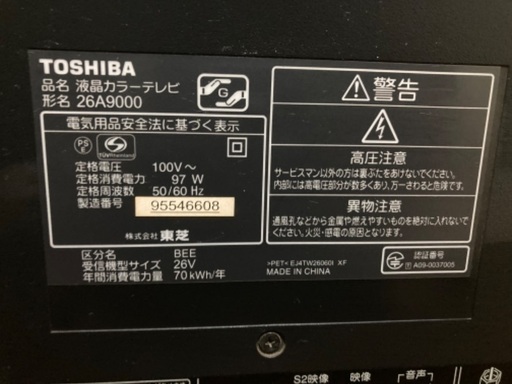 TOSHIBA
品名 液晶カラーテレビ
形名 26A9000
G
電気用品安全法に基づく表示
PS
E
定格電圧 100V～
定格消費電力 97 W
定格周波数 50/60 Hz
製造番号 95546608
株式会社 東芝
区分名 BEE
受信機型サイズ 26V
年間消費電力量 70 kWh/年
警告
高圧注意
サービスマン以外の方は裏ぶたをあけないでください。
内部には高電圧部分が数多くあり、万一さわると危険です。
異物注意
通風孔などから金属や燃えやすいものを絶対に入れないで
ください。火災・感電の原因となります。
>PET< EJ4TW26060I XF
MADE IN CHINA
認証番号
A09-0037005
S2映像 映像 音声